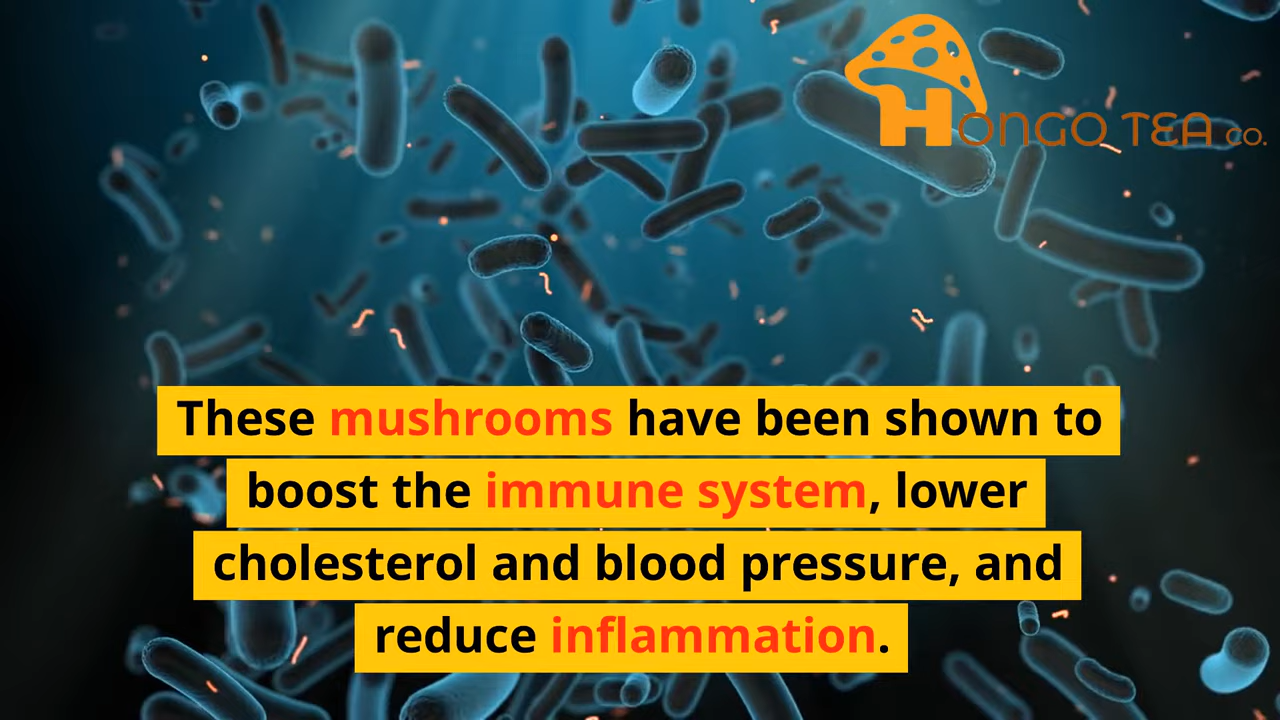 HONGO TEA CO.
These mushrooms have been shown to
boost the immune system, lower
cholesterol and blood pressure, and
reduce inflammation.